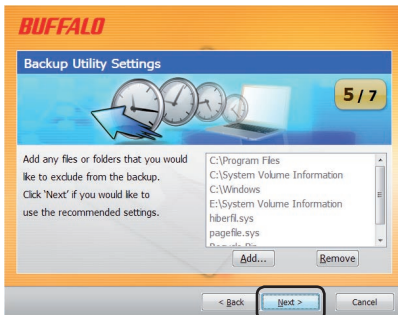 BUFFALO
Backup Utility Settings
5/7
Add any files or folders that you would
like to exclude from the backup.
Click 'Next' if you would like to
use the recommended settings.
C:\Program Files
C:\System Volume Information
C:\Windows
E:\System Volume Information
hiberfil.sys
pagefile.sys
Add...
Remove
< Back
Next >
Cancel